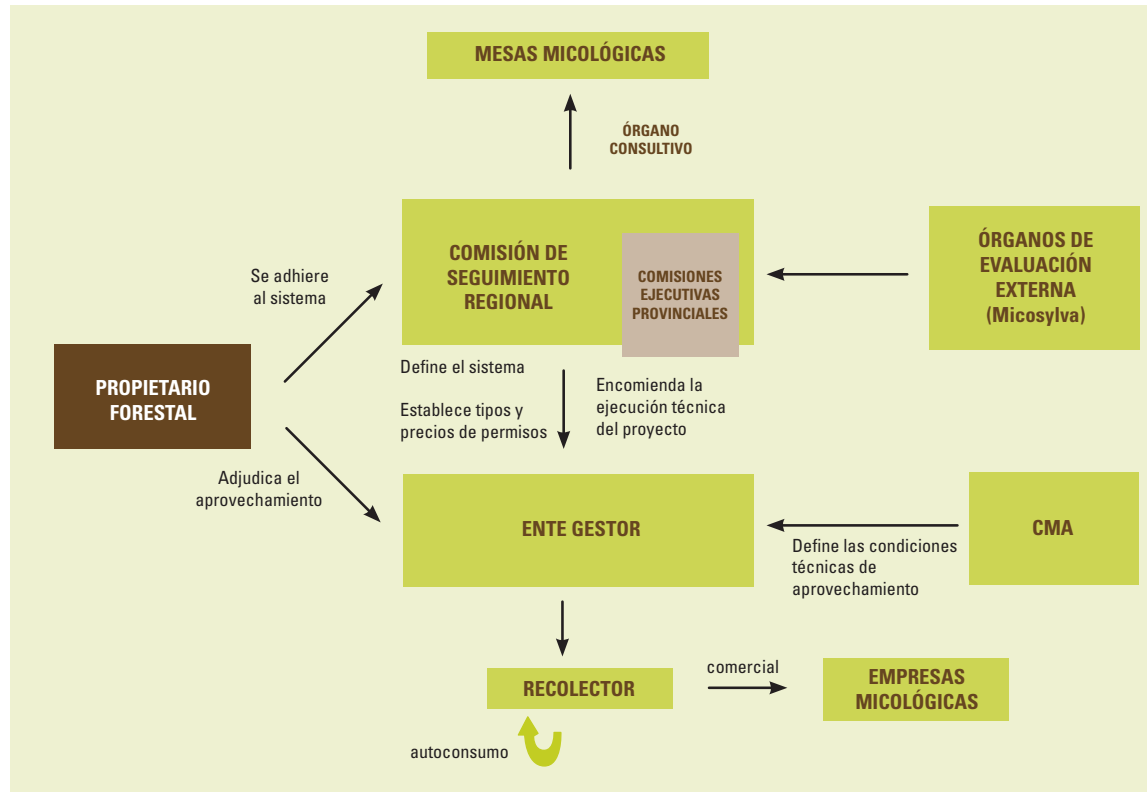 MESAS MICOLÓGICAS
ÓRGANO
CONSULTIVO
COMISIÓN DE
SEGUIMIENTO
REGIONAL
COMISIONES
EJECUTIVAS
PROVINCIALES
ÓRGANOS DE
EVALUACIÓN
EXTERNA
(Micosylva)
Se adhiere
al sistema
PROPIETARIO
FORESTAL
Define el sistema
Establece tipos y
precios de permisos
Encomienda la
ejecución técnica
del proyecto
Adjudica el
aprovechamiento
ENTE GESTOR
CMA
Define las condiciones
técnicas de
aprovechamiento
RECOLECTOR
comercial
EMPRESAS
MICOLÓGICAS
autoconsumo